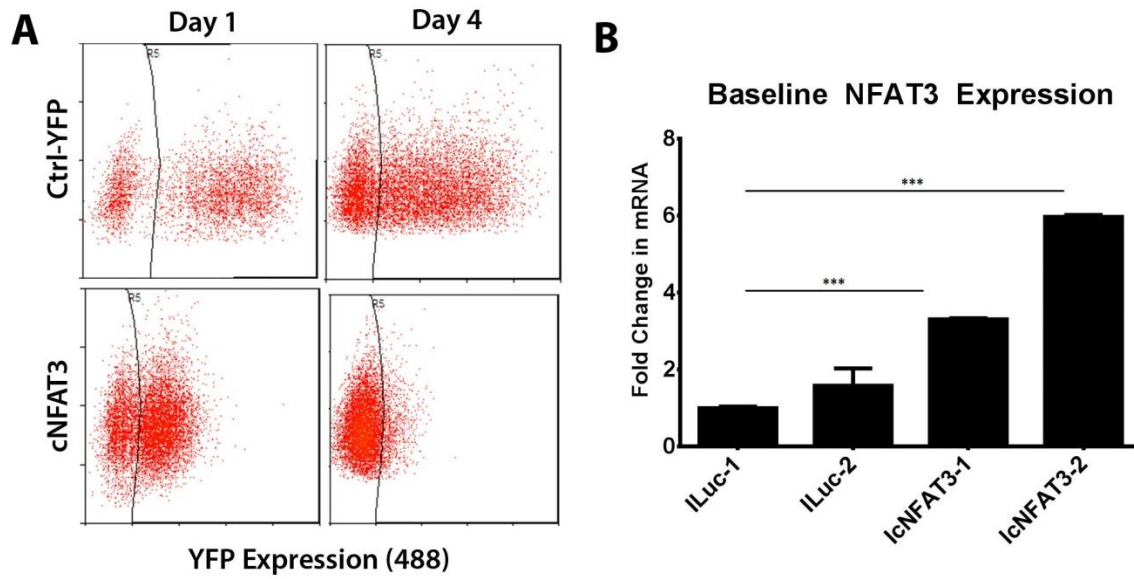 A
Day 1
Day 4
Ctrl-YFP
R5
R5
cNFAT3
R5
R5
YFP Expression (488)
B
Baseline NFAT3 Expression
Fold Change in mRNA
8
6
4
2
0
***
***
ILuc-1
ILuc-2
IcNFAT3-1
IcNFAT3-2